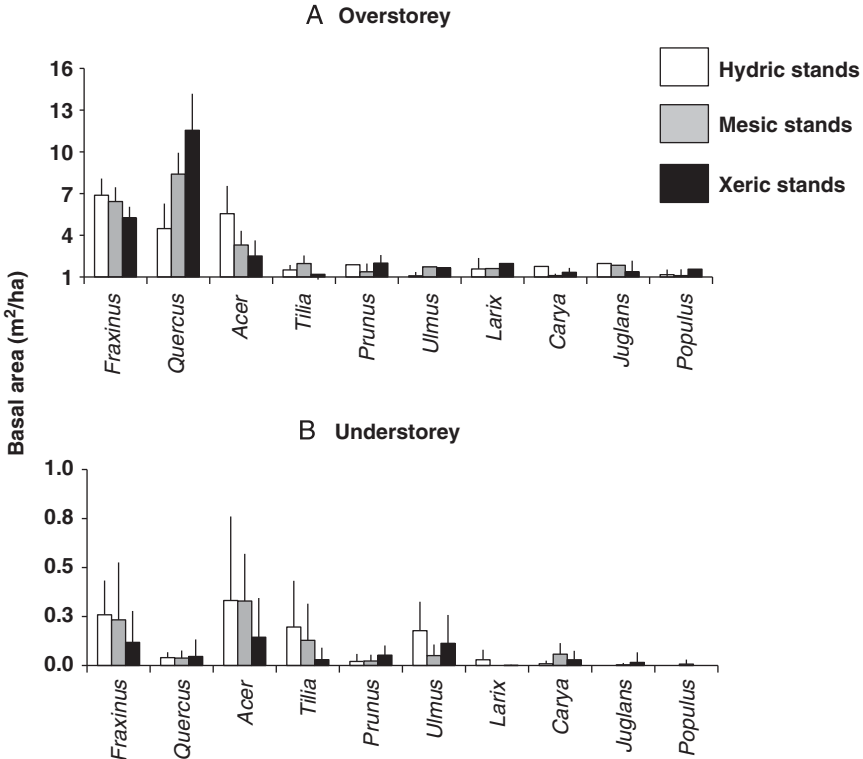 A Overstorey
Hydric stands
Mesic stands
Xeric stands
16
13
10
7
4
1
Fraxinus
Quercus
Acer
Tilia
Prunus
Ulmus
Larix
Carya
Juglans
Populus
Basal area (m²/ha)
B Understorey
1.0
0.8
0.5
0.3
0.0
Fraxinus
Quercus
Acer
Tilia
Prunus
Ulmus
Larix
Carya
Juglans
Populus